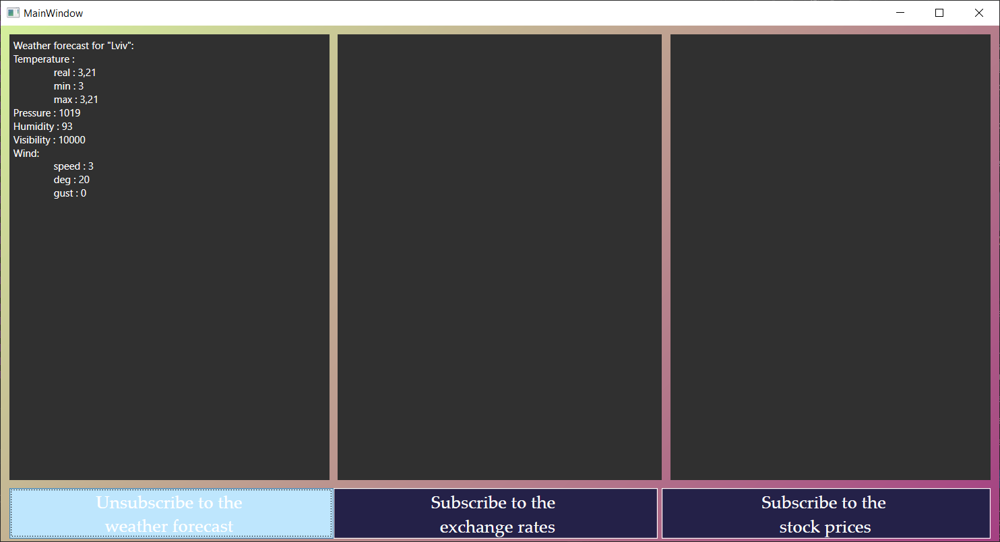 MainWindow
Weather forecast for "Lviv":
Temperature :
real : 3,21
min : 3
max : 3,21
Pressure : 1019
Humidity : 93
Visibility : 10000
Wind:
speed : 3
deg : 20
gust : 0
Unsubscribe to the
weather forecast
Subscribe to the
exchange rates
Subscribe to the
stock prices